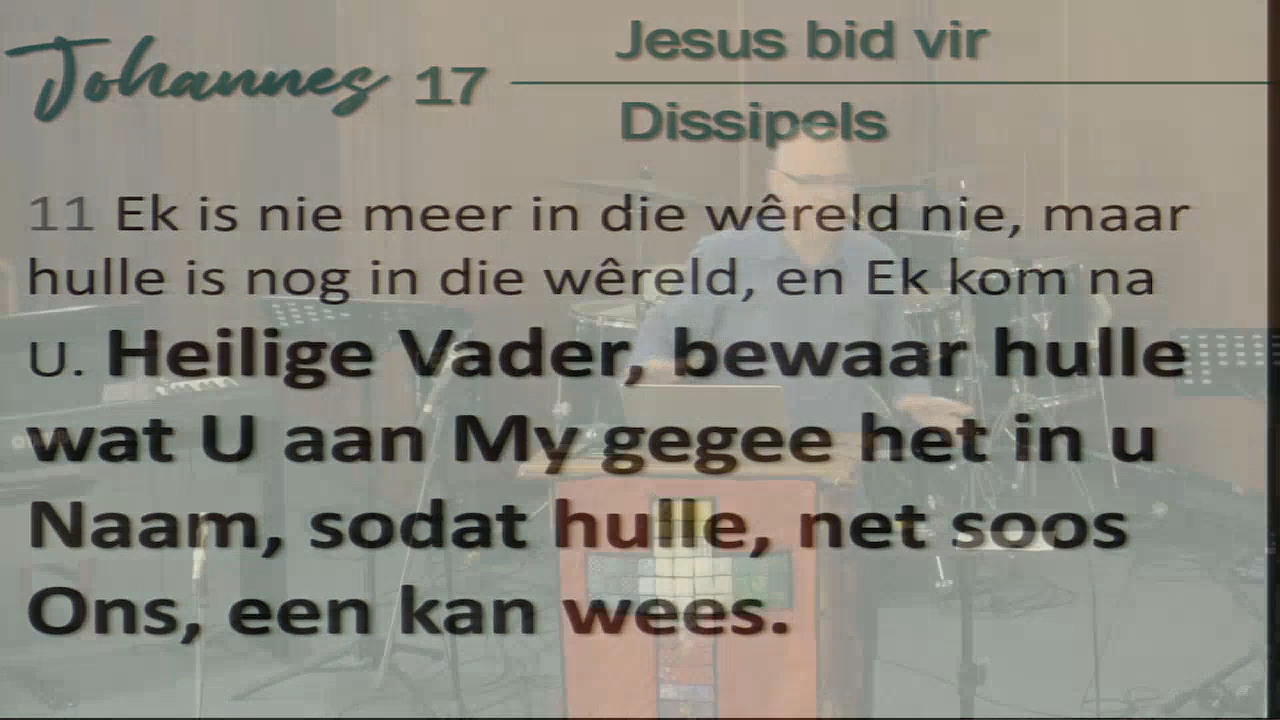 Johannes 17
Jesus bid vir
Dissipels
11 Ek is nie meer in die wêreld nie, maar
hulle is nog in die wêreld, en Ek kom na
U. Heilige Vader, bewaar hulle
wat U aan My gegee het in u
Naam, sodat hulle, net soos
Ons, een kan wees.